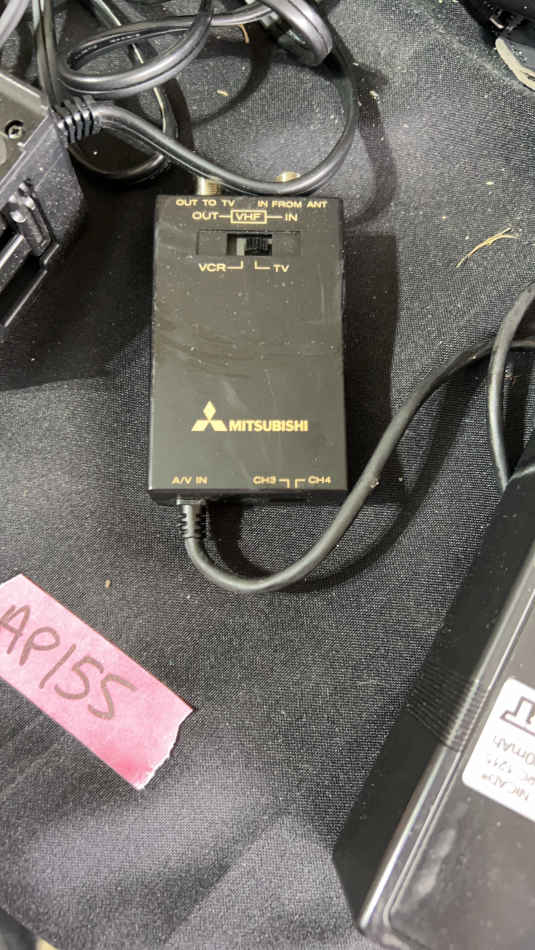 OUT TO TV IN FROM ANT
OUT VHF IN
VCR TV
MITSUBISHI
A/V IN CH3 CH4
AP155